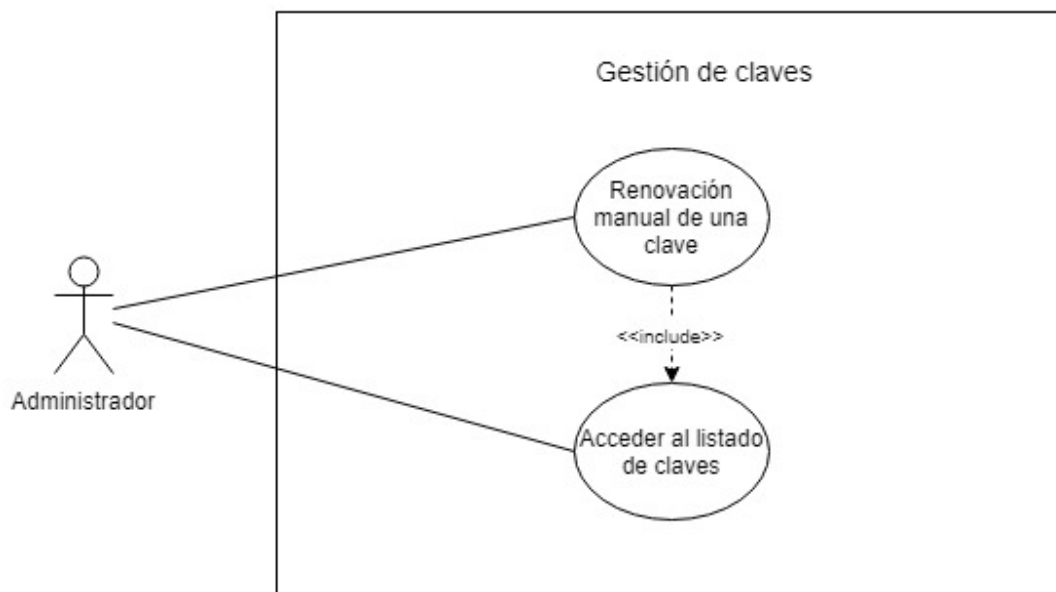 Gestión de claves
Renovación
manual de una
clave
<<include>>
Administrador
Acceder al listado
de claves